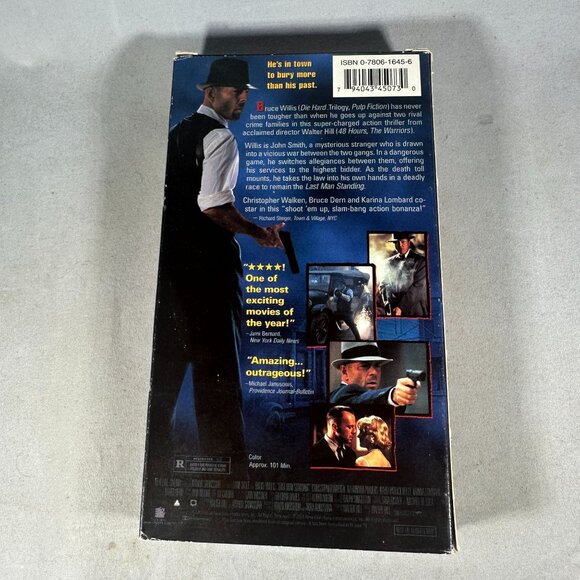 He's in town
to bury more
than his past.
ISBN 0-7806-1645-6
7 94043 45073 0
Bruce Willis (Die Hard Trilogy, Pulp Fiction) has never
been tougher than when he goes up against two rival
crime families in this super-charged action thriller from
acclaimed director Walter Hill (48 Hours, The Warriors).
Willis is John Smith, a mysterious stranger who is drawn
into a vicious war between the two gangs. In a dangerous
game, he switches allegiances between them, offering
his services to the highest bidder. As the death toll
mounts, he takes the law into his own hands in a deadly
race to remain the Last Man Standing.
Christopher Walken, Bruce Dern and Karina Lombard co-
star in this "shoot 'em up, slam-bang action bonanza!"
— Richard Sleiger, Town & Village, NYC
"★★★★!
One of
the most
exciting
movies of
the year!"
—Jami Bernard,
New York Daily News
"Amazing...
outrageous!"
—Michael Janusonis,
Providence Journal-Bulletin
Color
Approx. 101 Min.
R